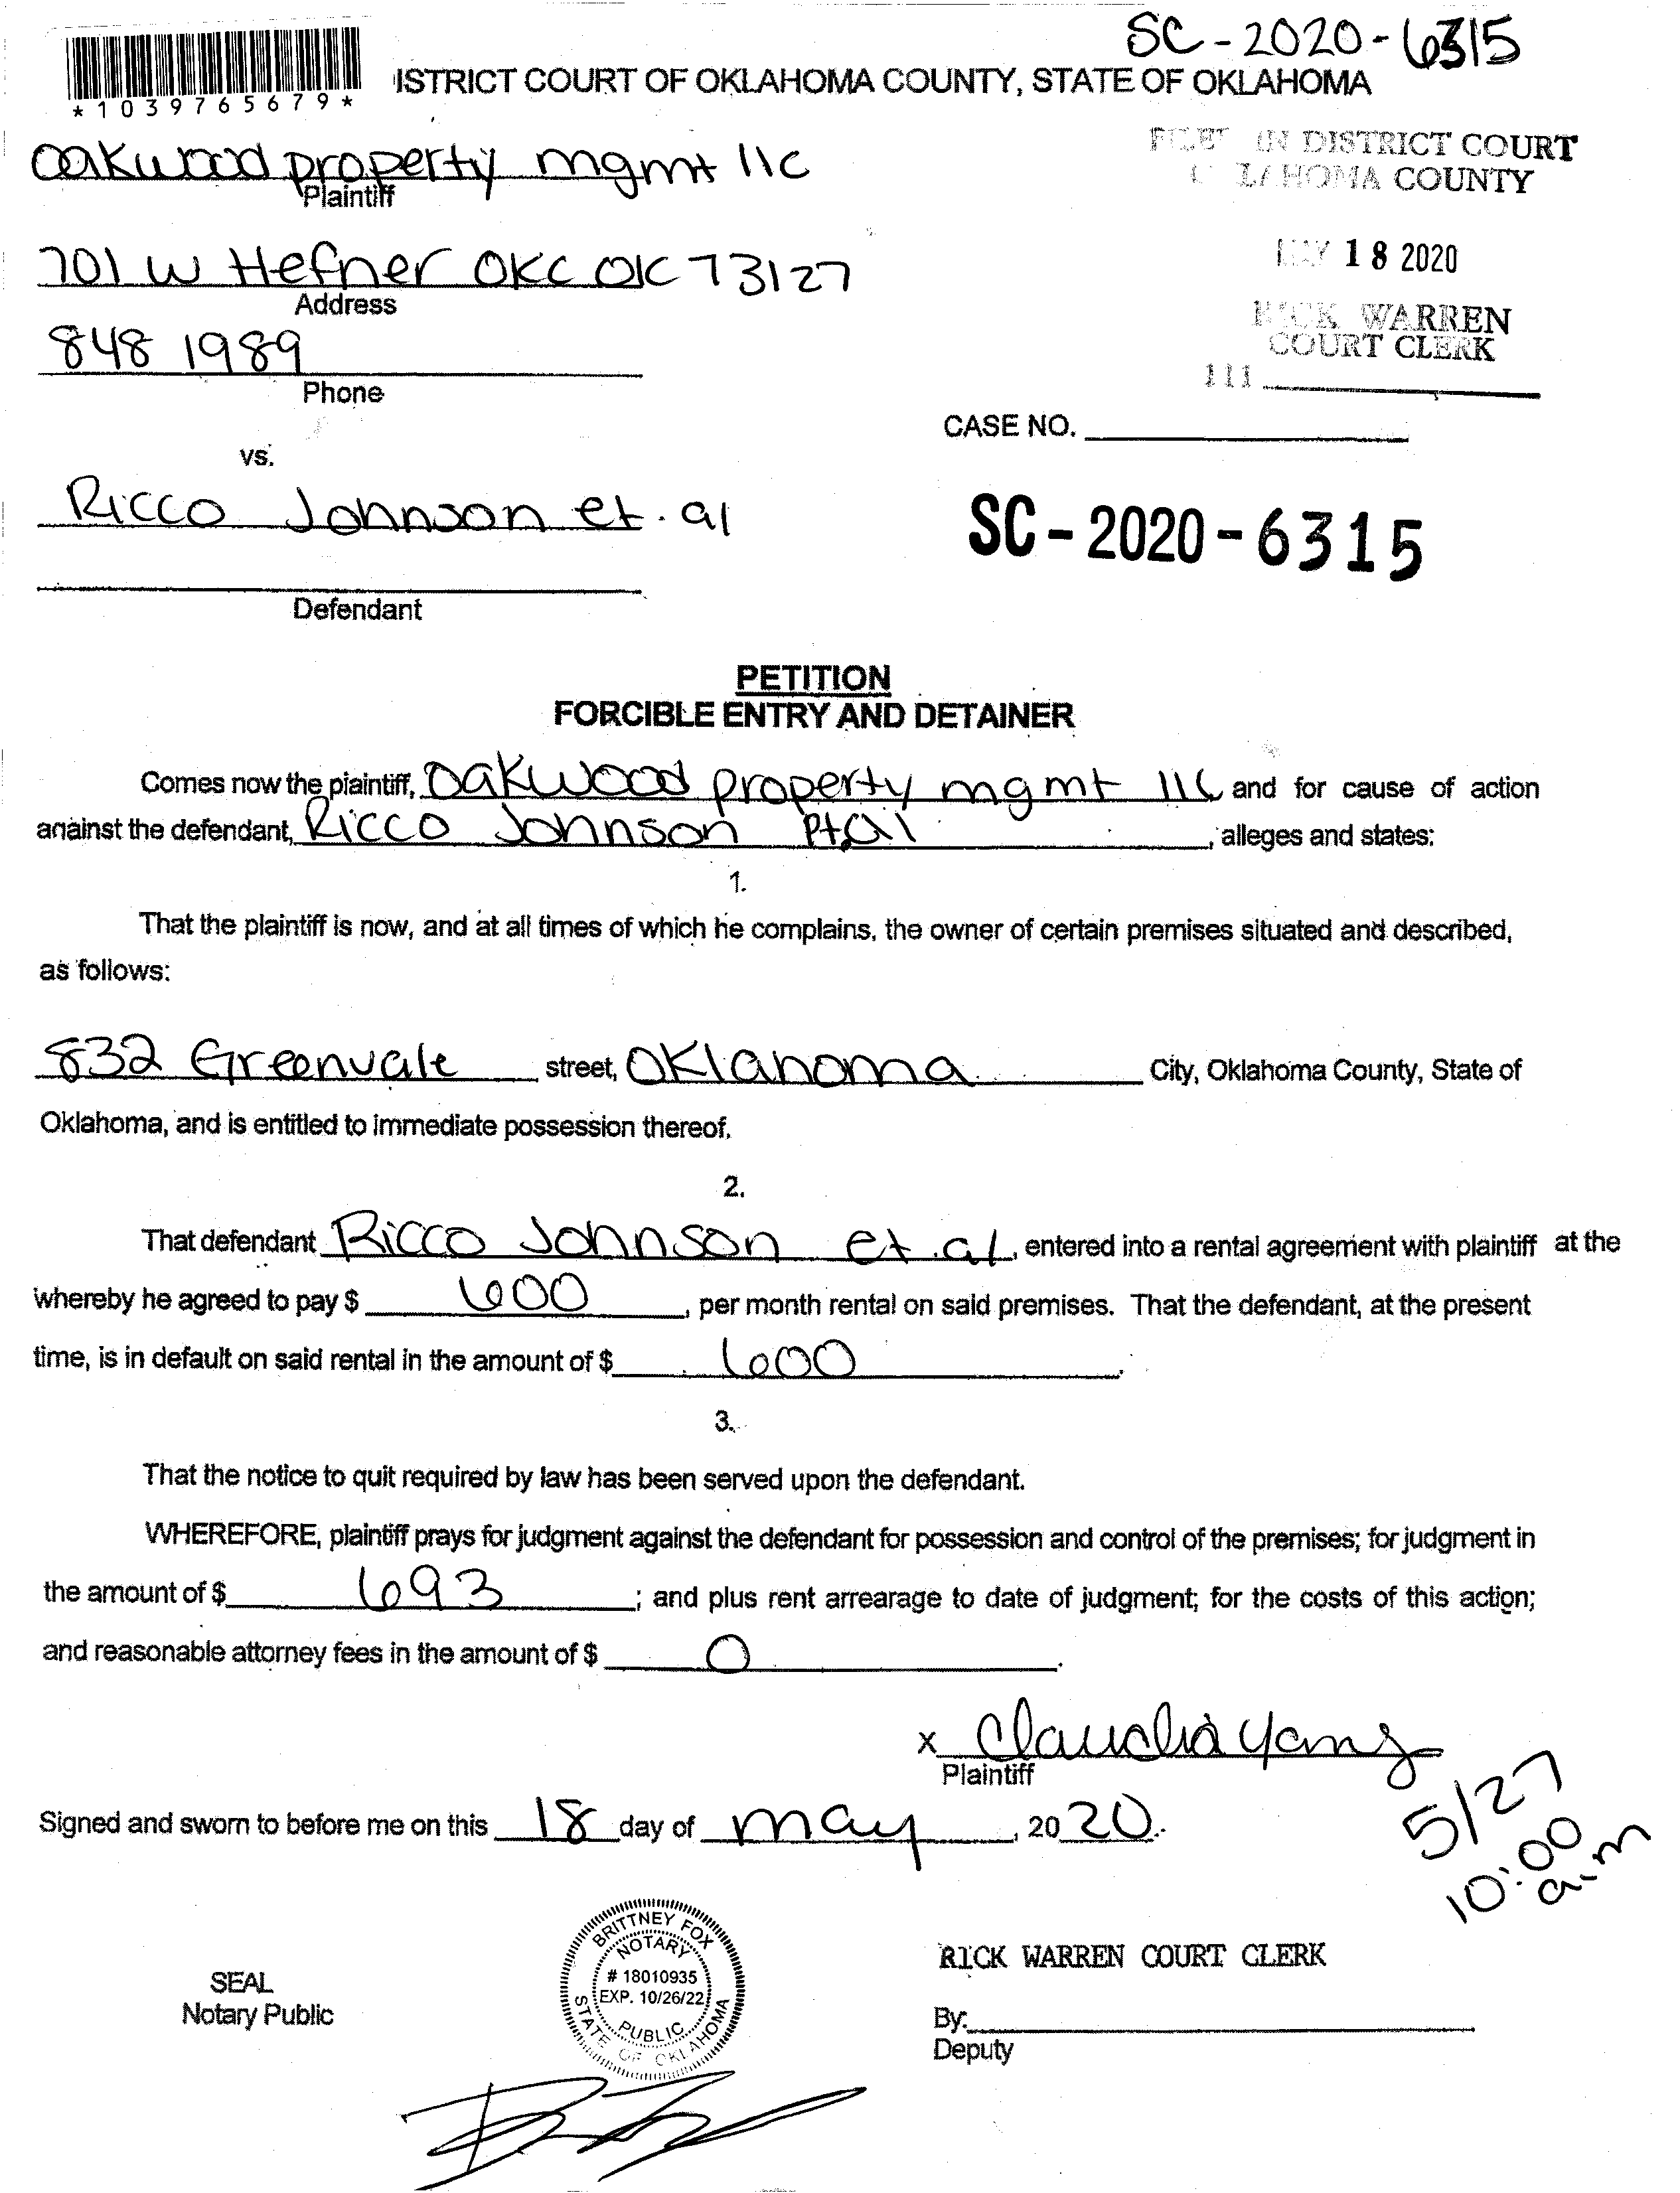 SC-2020-6315
*1039765679*
ISTRICT COURT OF OKLAHOMA COUNTY, STATE OF OKLAHOMA
oakwood property mgmt llc
Plaintiff
FILED IN DISTRICT COURT
OKLAHOMA COUNTY
701 W Hefner OKC OK 73127
Address
MAY 18 2020
848 1989
Phone
RICK WARREN
COURT CLERK
111
CASE NO.
vs.
Ricco Johnson et. al
SC-2020-6315
Defendant
PETITION
FORCIBLE ENTRY AND DETAINER
Comes now the plaintiff, Oakwood property mgmt llc and for cause of action
against the defendant, Ricco Johnson et.al, alleges and states:
1.
That the plaintiff is now, and at all times of which he complains, the owner of certain premises situated and described,
as follows:
832 Greenvale street, Oklahoma City, Oklahoma County, State of
Oklahoma, and is entitled to immediate possession thereof.
2.
That defendant Ricco Johnson et.al, entered into a rental agreement with plaintiff at the
whereby he agreed to pay $ 600, per month rental on said premises. That the defendant, at the present
time, is in default on said rental in the amount of $ 600.
3.
That the notice to quit required by law has been served upon the defendant.
WHEREFORE, plaintiff prays for judgment against the defendant for possession and control of the premises; for judgment in
the amount of $ 693; and plus rent arrearage to date of judgment; for the costs of this action;
and reasonable attorney fees in the amount of $ 0.
x Claudia Yang
Plaintiff
Signed and sworn to before me on this 18 day of may, 2020.
5/27
10:00
a.m
BRITTNEY FOX
NOTARY
# 18010935
EXP. 10/26/22
PUBLIC
STATE OF OKLAHOMA
SEAL
Notary Public
RICK WARREN COURT CLERK
By:
Deputy